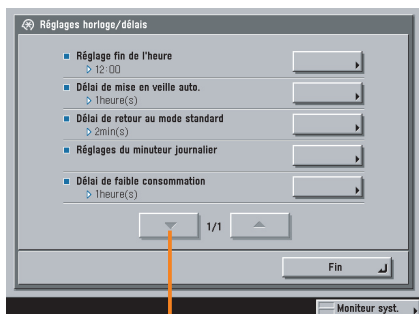 Réglages horloge/délais
Réglage fin de l'heure
12:00
Délai de mise en veille auto.
1heure(s)
Délai de retour au mode standard
2min(s)
Réglages du minuteur journalier
Délai de faible consommation
1heure(s)
1/1
Fin
Moniteur syst.